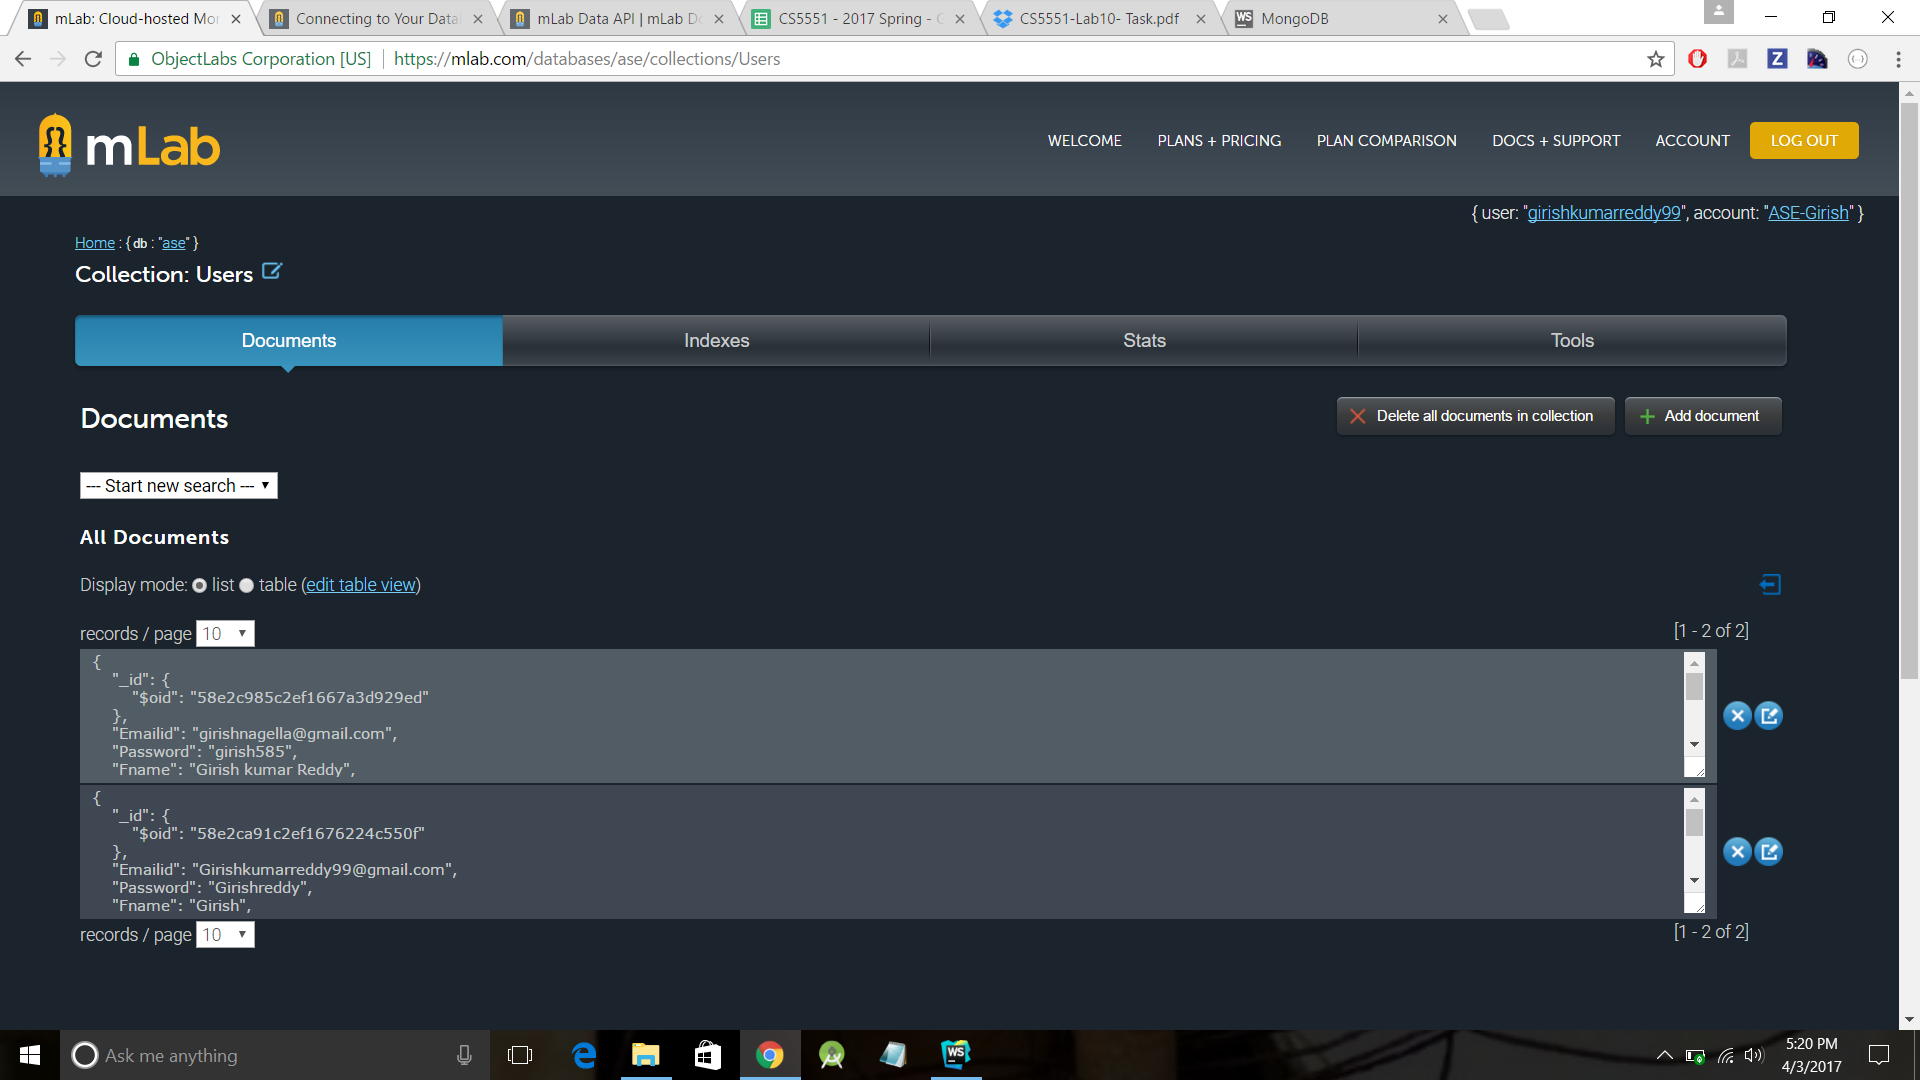 mLab: Cloud-hosted Mo
Connecting to Your Data
mLab Data API | mLab D
CS5551 - 2017 Spring - C
CS5551-Lab10- Task.pdf
WS MongoDB
ObjectLabs Corporation [US] https://mlab.com/databases/ase/collections/Users
mLab
WELCOME PLANS + PRICING PLAN COMPARISON DOCS + SUPPORT ACCOUNT LOG OUT
{ user: "girishkumarreddy99", account: "ASE-Girish" }
Home : { db : "ase" }
Collection: Users
Documents Indexes Stats Tools
Documents
Delete all documents in collection
Add document
--- Start new search ---
All Documents
Display mode: list table (edit table view)
records / page 10
[1 - 2 of 2]
{
"_id": {
"$oid": "58e2c985c2ef1667a3d929ed"
},
"Emailid": "girishnagella@gmail.com",
"Password": "girish585",
"Fname": "Girish kumar Reddy",
{
"_id": {
"$oid": "58e2ca91c2ef1676224c550f"
},
"Emailid": "Girishkumarreddy99@gmail.com",
"Password": "Girishreddy",
"Fname": "Girish",
records / page 10
[1 - 2 of 2]
Ask me anything
WS
5:20 PM
4/3/2017